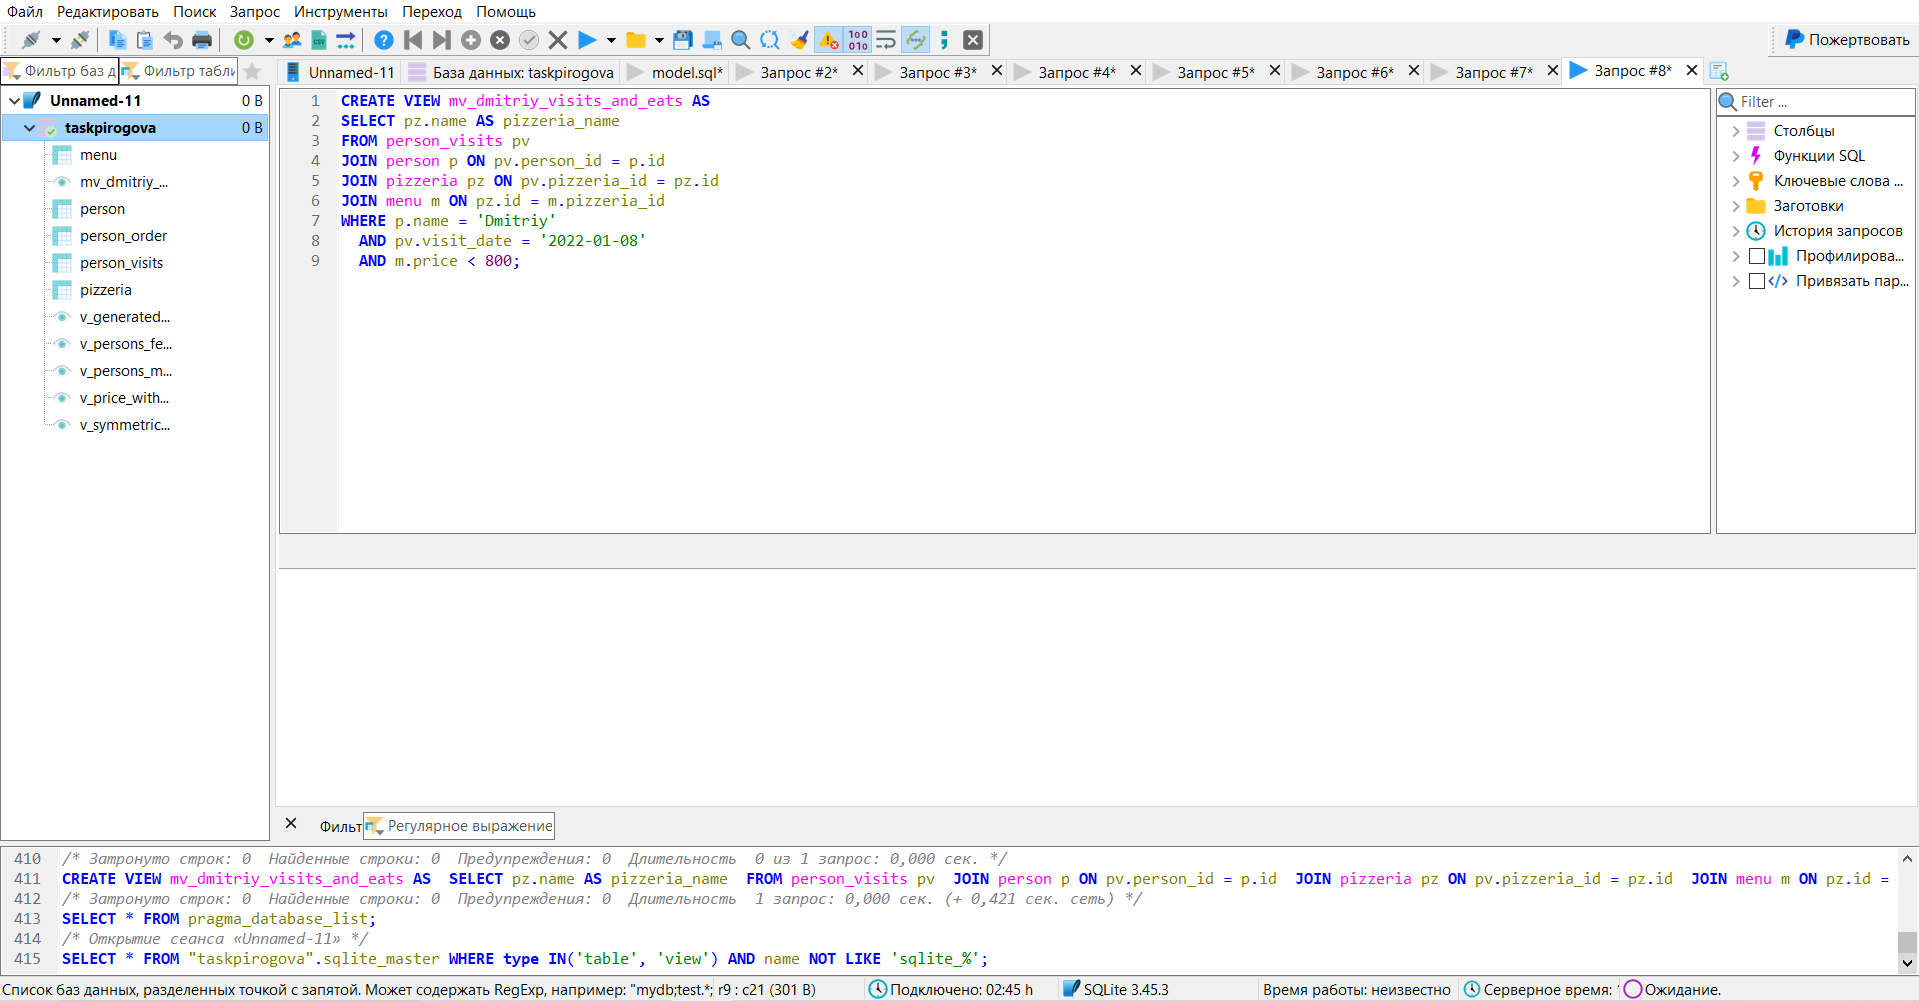 Файл Редактировать Поиск Запрос Инструменты Переход Помощь
Пожертвовать
Фильтр баз д Фильтр табли
Unnamed-11 База данных: taskpirogova model.sql* Запрос #2* Запрос #3* Запрос #4* Запрос #5* Запрос #6* Запрос #7* Запрос #8*
Unnamed-11 0 B
taskpirogova 0 B
menu
mv_dmitriy_...
person
person_order
person_visits
pizzeria
v_generated...
v_persons_fe...
v_persons_m...
v_price_with...
v_symmetric...
1 CREATE VIEW mv_dmitriy_visits_and_eats AS
2 SELECT pz.name AS pizzeria_name
3 FROM person_visits pv
4 JOIN person p ON pv.person_id = p.id
5 JOIN pizzeria pz ON pv.pizzeria_id = pz.id
6 JOIN menu m ON pz.id = m.pizzeria_id
7 WHERE p.name = 'Dmitriy'
8 AND pv.visit_date = '2022-01-08'
9 AND m.price < 800;
Filter ...
Столбцы
Функции SQL
Ключевые слова ...
Заготовки
История запросов
Профилирова...
Привязать пар...
Фильт Регулярное выражение
410 /* Затронуто строк: 0 Найденные строки: 0 Предупреждения: 0 Длительность 0 из 1 запрос: 0,000 сек. */
411 CREATE VIEW mv_dmitriy_visits_and_eats AS SELECT pz.name AS pizzeria_name FROM person_visits pv JOIN person p ON pv.person_id = p.id JOIN pizzeria pz ON pv.pizzeria_id = pz.id JOIN menu m ON pz.id =
412 /* Затронуто строк: 0 Найденные строки: 0 Предупреждения: 0 Длительность 1 запрос: 0,000 сек. (+ 0,421 сек. сеть) */
413 SELECT * FROM pragma_database_list;
414 /* Открытие сеанса «Unnamed-11» */
415 SELECT * FROM "taskpirogova".sqlite_master WHERE type IN('table', 'view') AND name NOT LIKE 'sqlite_%';
Список баз данных, разделенных точкой с запятой. Может содержать RegExp, например: "mydb;test.*; r9 : c21 (301 B) Подключено: 02:45 h SQLite 3.45.3 Время работы: неизвестно Серверное время: Ожидание.